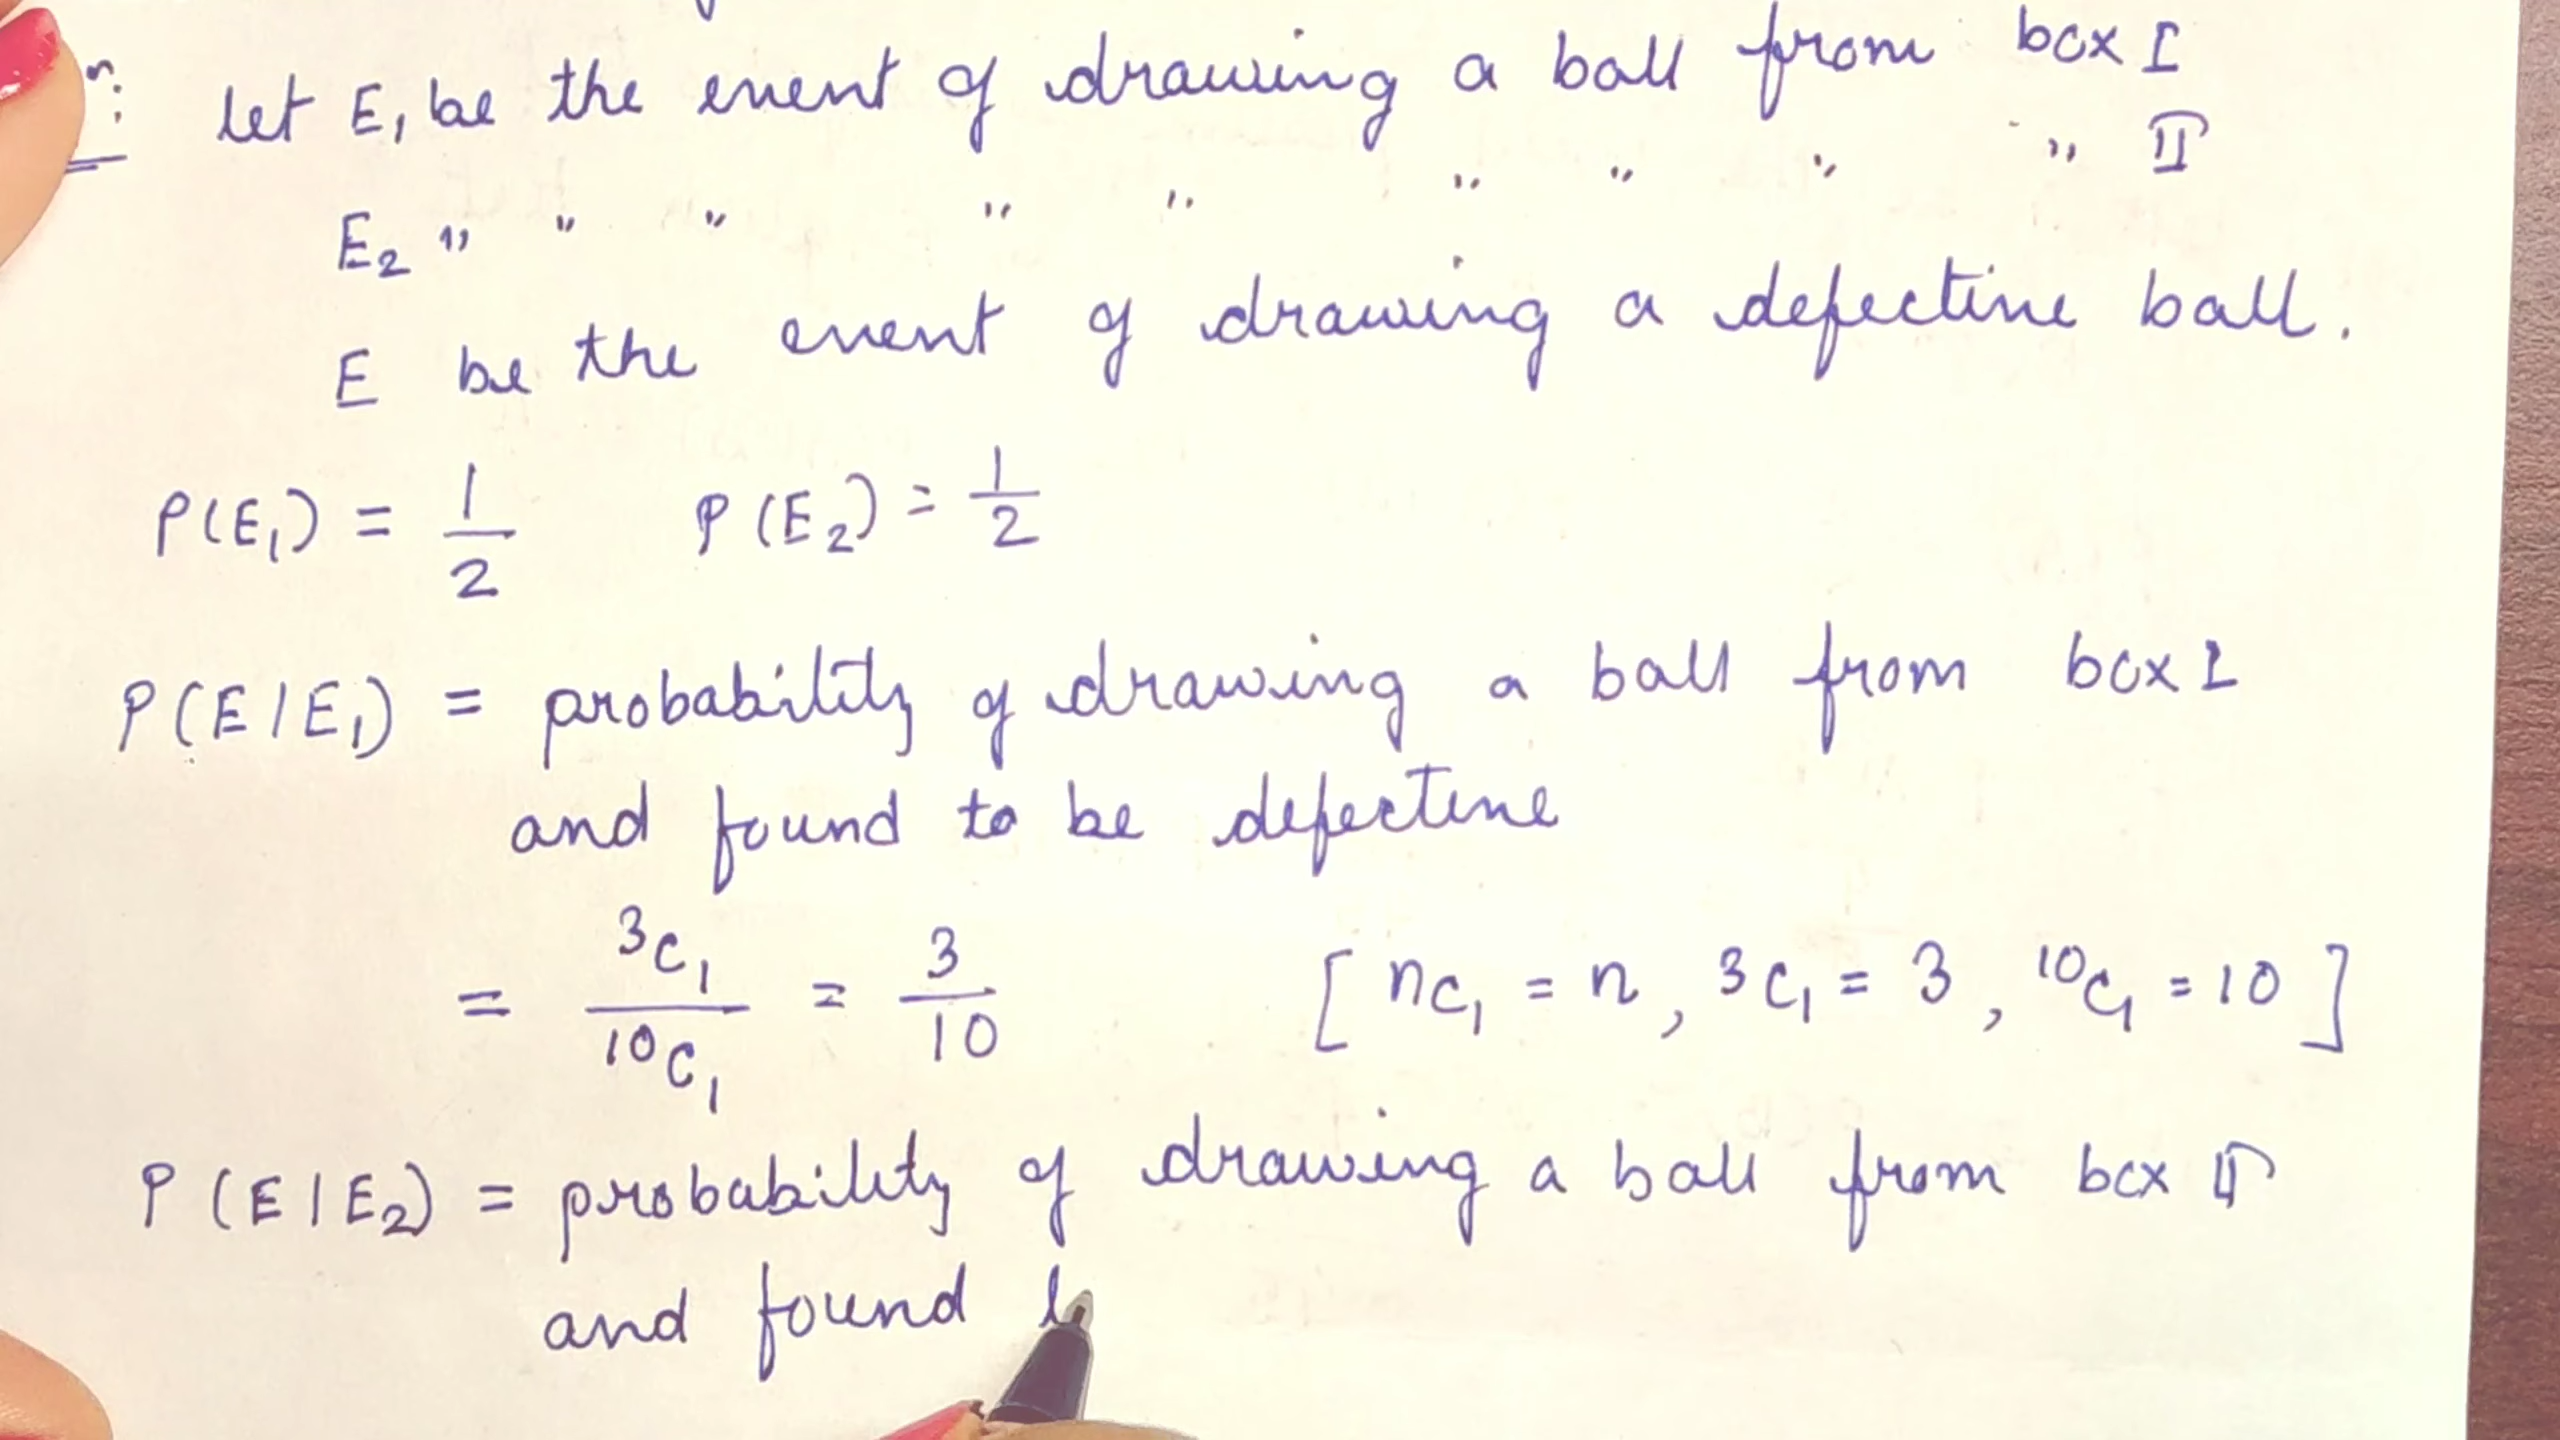 let E₁ be the event of drawing a ball from box I
E₂ " " " " " " " " " II
E be the event of drawing a defective ball.
P(E₁) = 1/2 P(E₂) = 1/2
P(E/E₁) = probability of drawing a ball from box I
and found to be defective
= ³C₁/¹⁰C₁ = 3/10 [nC₁ = n, ³C₁ = 3, ¹⁰C₁ = 10]
P(E/E₂) = probability of drawing a ball from box II
and found